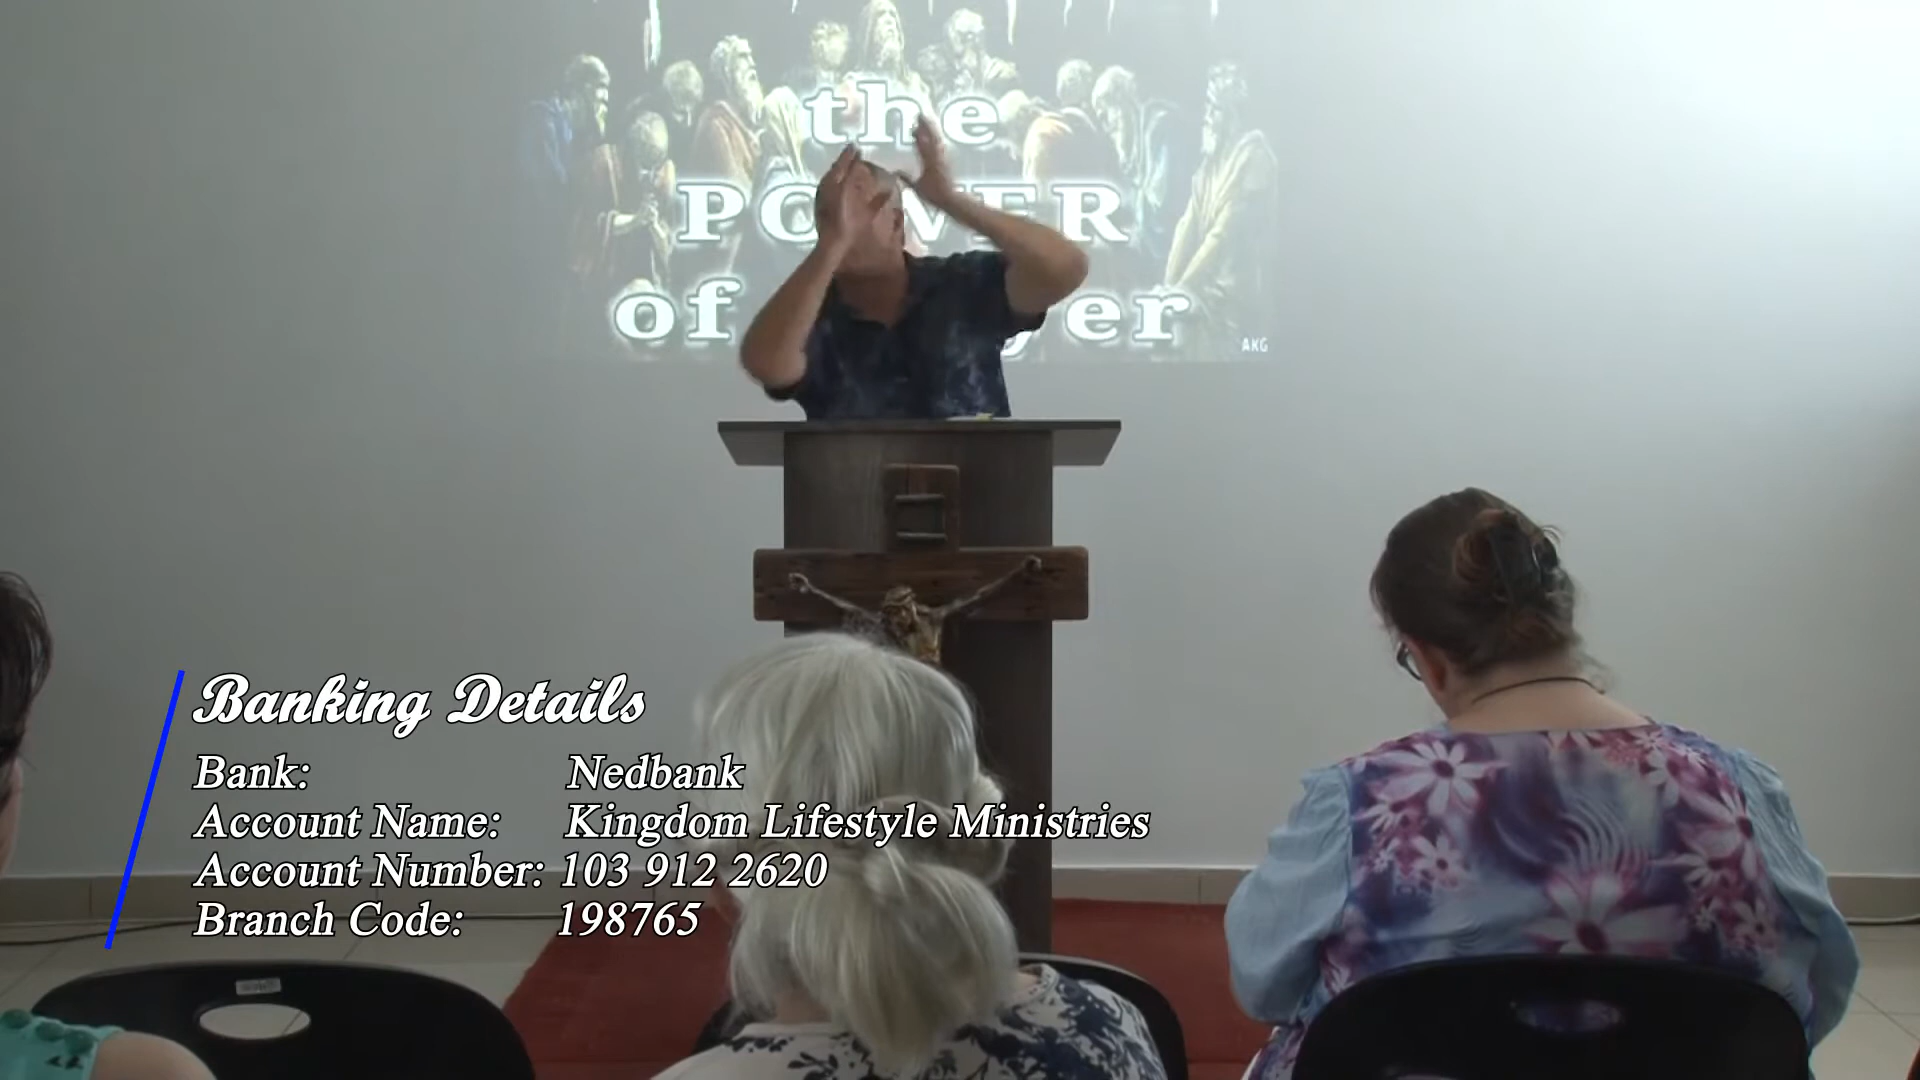 the
POWER
of er
AKG
Banking Details
Bank: Nedbank
Account Name: Kingdom Lifestyle Ministries
Account Number: 103 912 2620
Branch Code: 198765